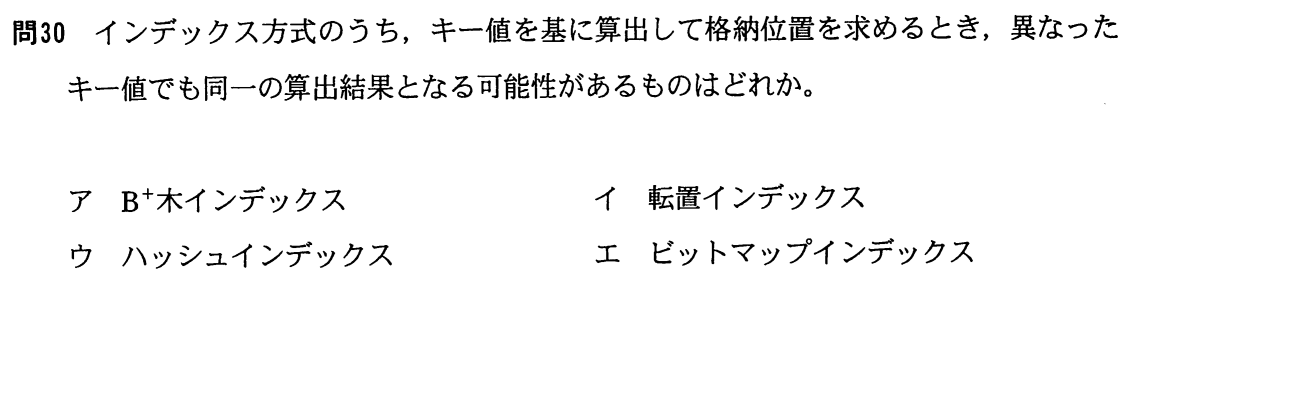 問30 インデックス方式のうち，キー値を基に算出して格納位置を求めるとき，異なった
キー値でも同一の算出結果となる可能性があるものはどれか。
ア B⁺木インデックス イ 転置インデックス
ウ ハッシュインデックス エ ビットマップインデックス